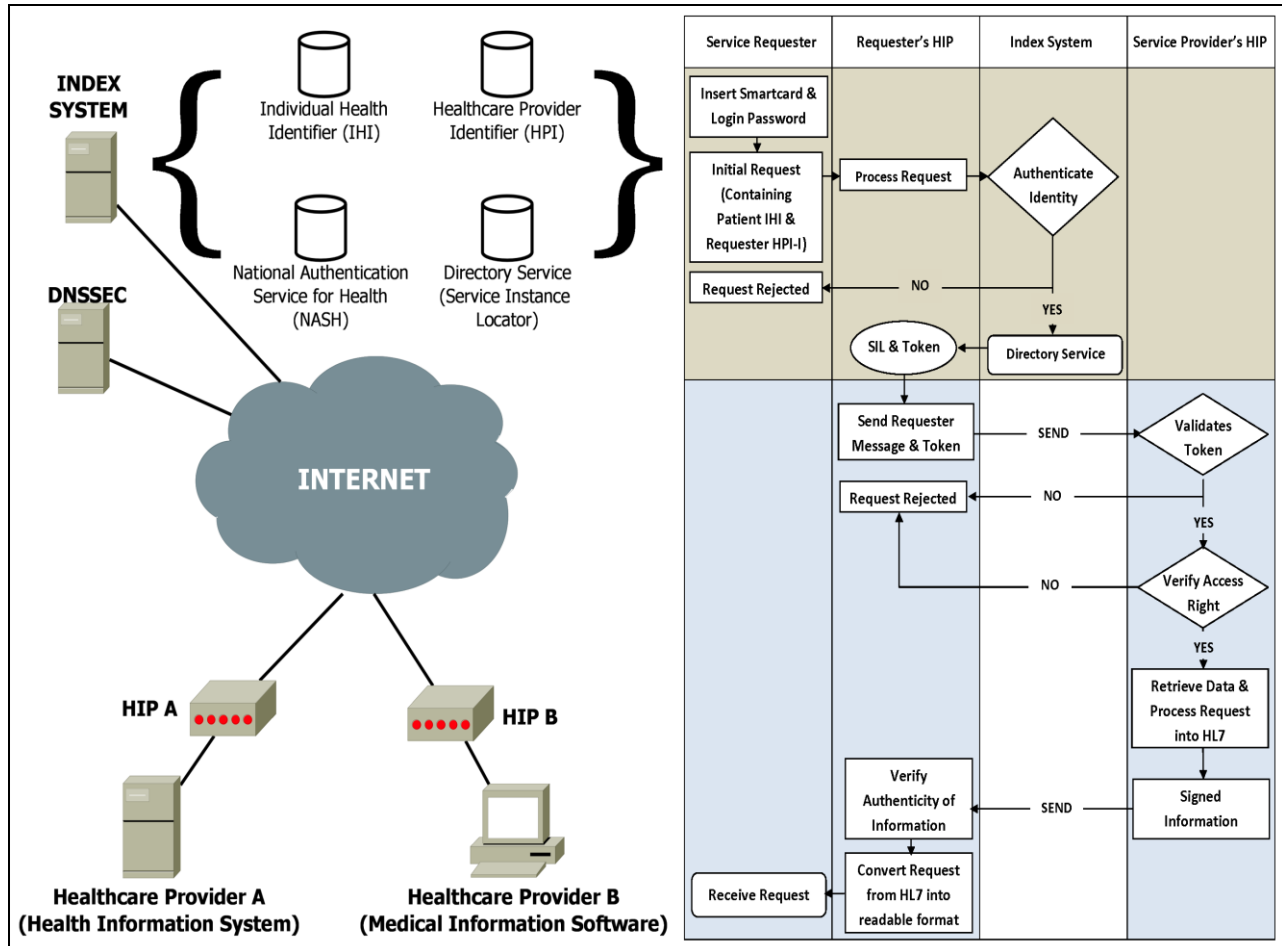 INDEX
SYSTEM
Individual Health
Identifier (IHI)
Healthcare Provider
Identifier (HPI)
National Authentication
Service for Health
(NASH)
Directory Service
(Service Instance
Locator)
DNSSEC
INTERNET
HIP A
HIP B
Healthcare Provider A
(Health Information System)
Healthcare Provider B
(Medical Information Software)
Service Requester
Requester's HIP
Index System
Service Provider's HIP
Insert Smartcard &
Login Password
Initial Request
(Containing
Patient IHI &
Requester HPI-I)
Process Request
Authenticate
Identity
Request Rejected
NO
YES
SIL & Token
Directory Service
Send Requester
Message & Token
SEND
Validates
Token
Request Rejected
NO
YES
NO
Verify Access
Right
YES
Retrieve Data &
Process Request
into HL7
Verify
Authenticity of
Information
SEND
Signed
Information
Receive Request
Convert Request
from HL7 into
readable format